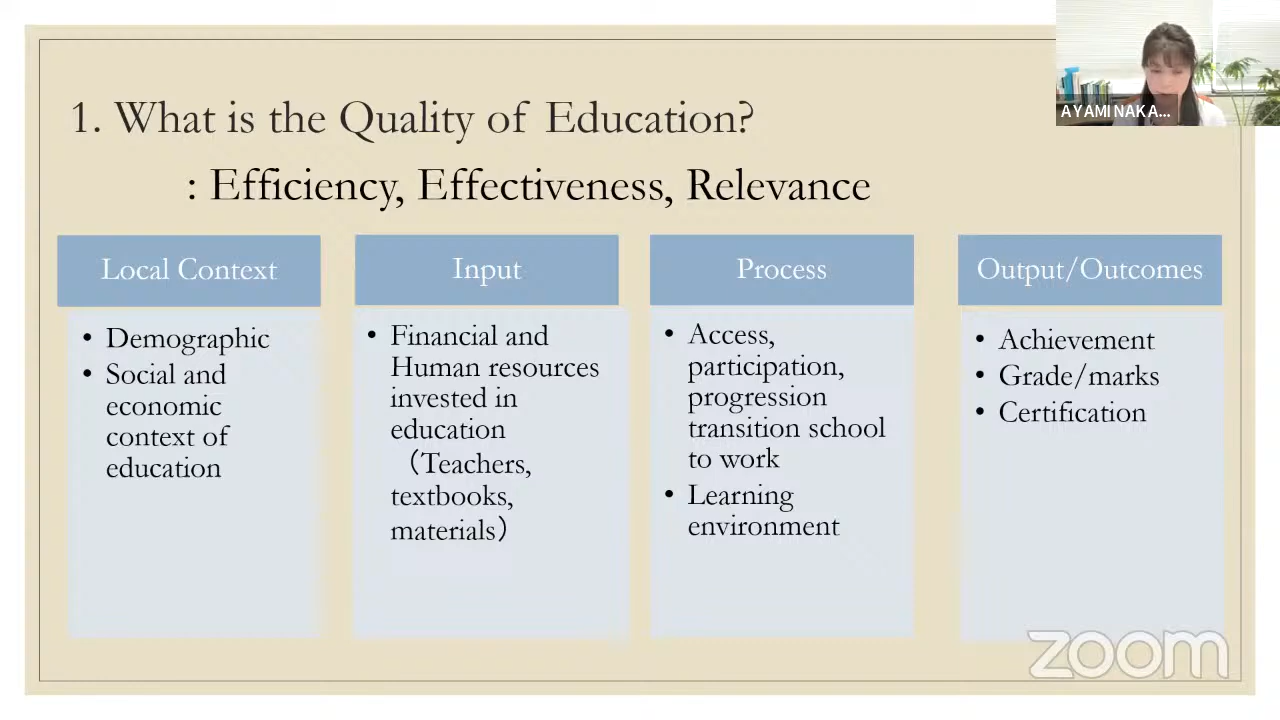 1. What is the Quality of Education?
: Efficiency, Effectiveness, Relevance
AYAMI NAKA...
Local Context
• Demographic
• Social and
economic
context of
education
Input
• Financial and
Human resources
invested in
education
（Teachers,
textbooks,
materials）
Process
• Access,
participation,
progression
transition school
to work
• Learning
environment
Output/Outcomes
• Achievement
• Grade/marks
• Certification
zoom